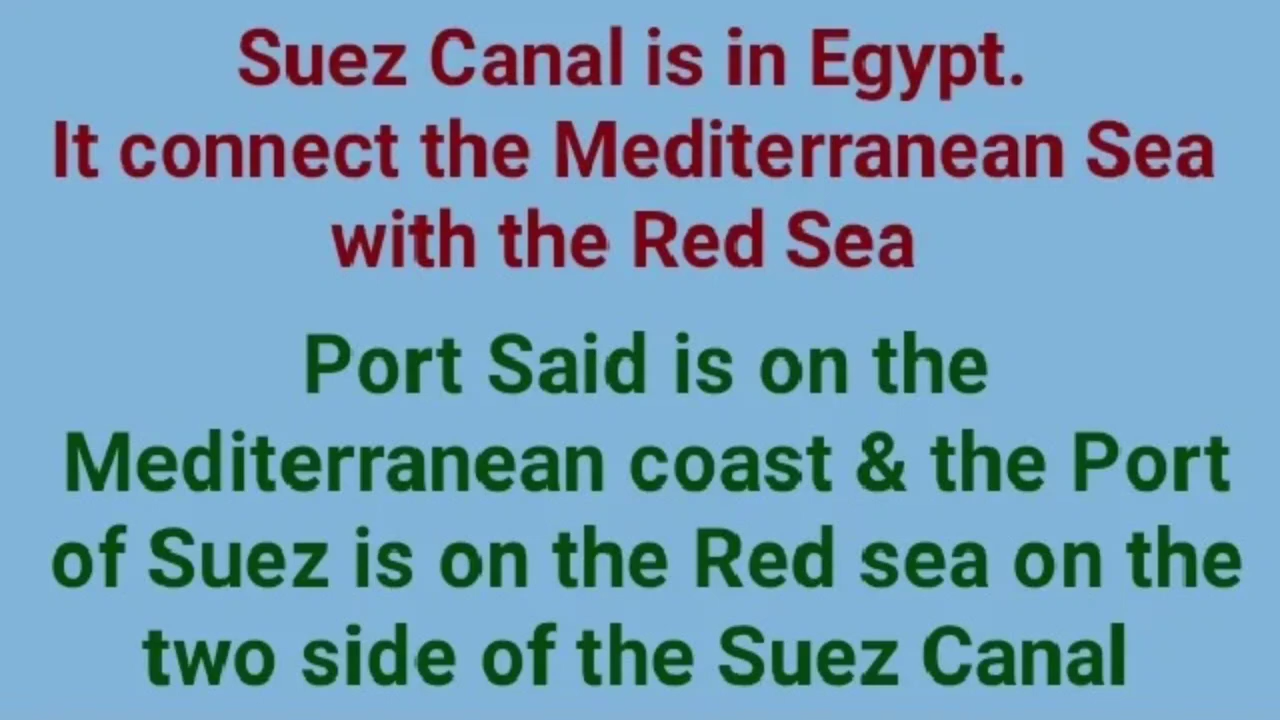 Suez Canal is in Egypt.
It connect the Mediterranean Sea
with the Red Sea
Port Said is on the
Mediterranean coast & the Port
of Suez is on the Red sea on the
two side of the Suez Canal